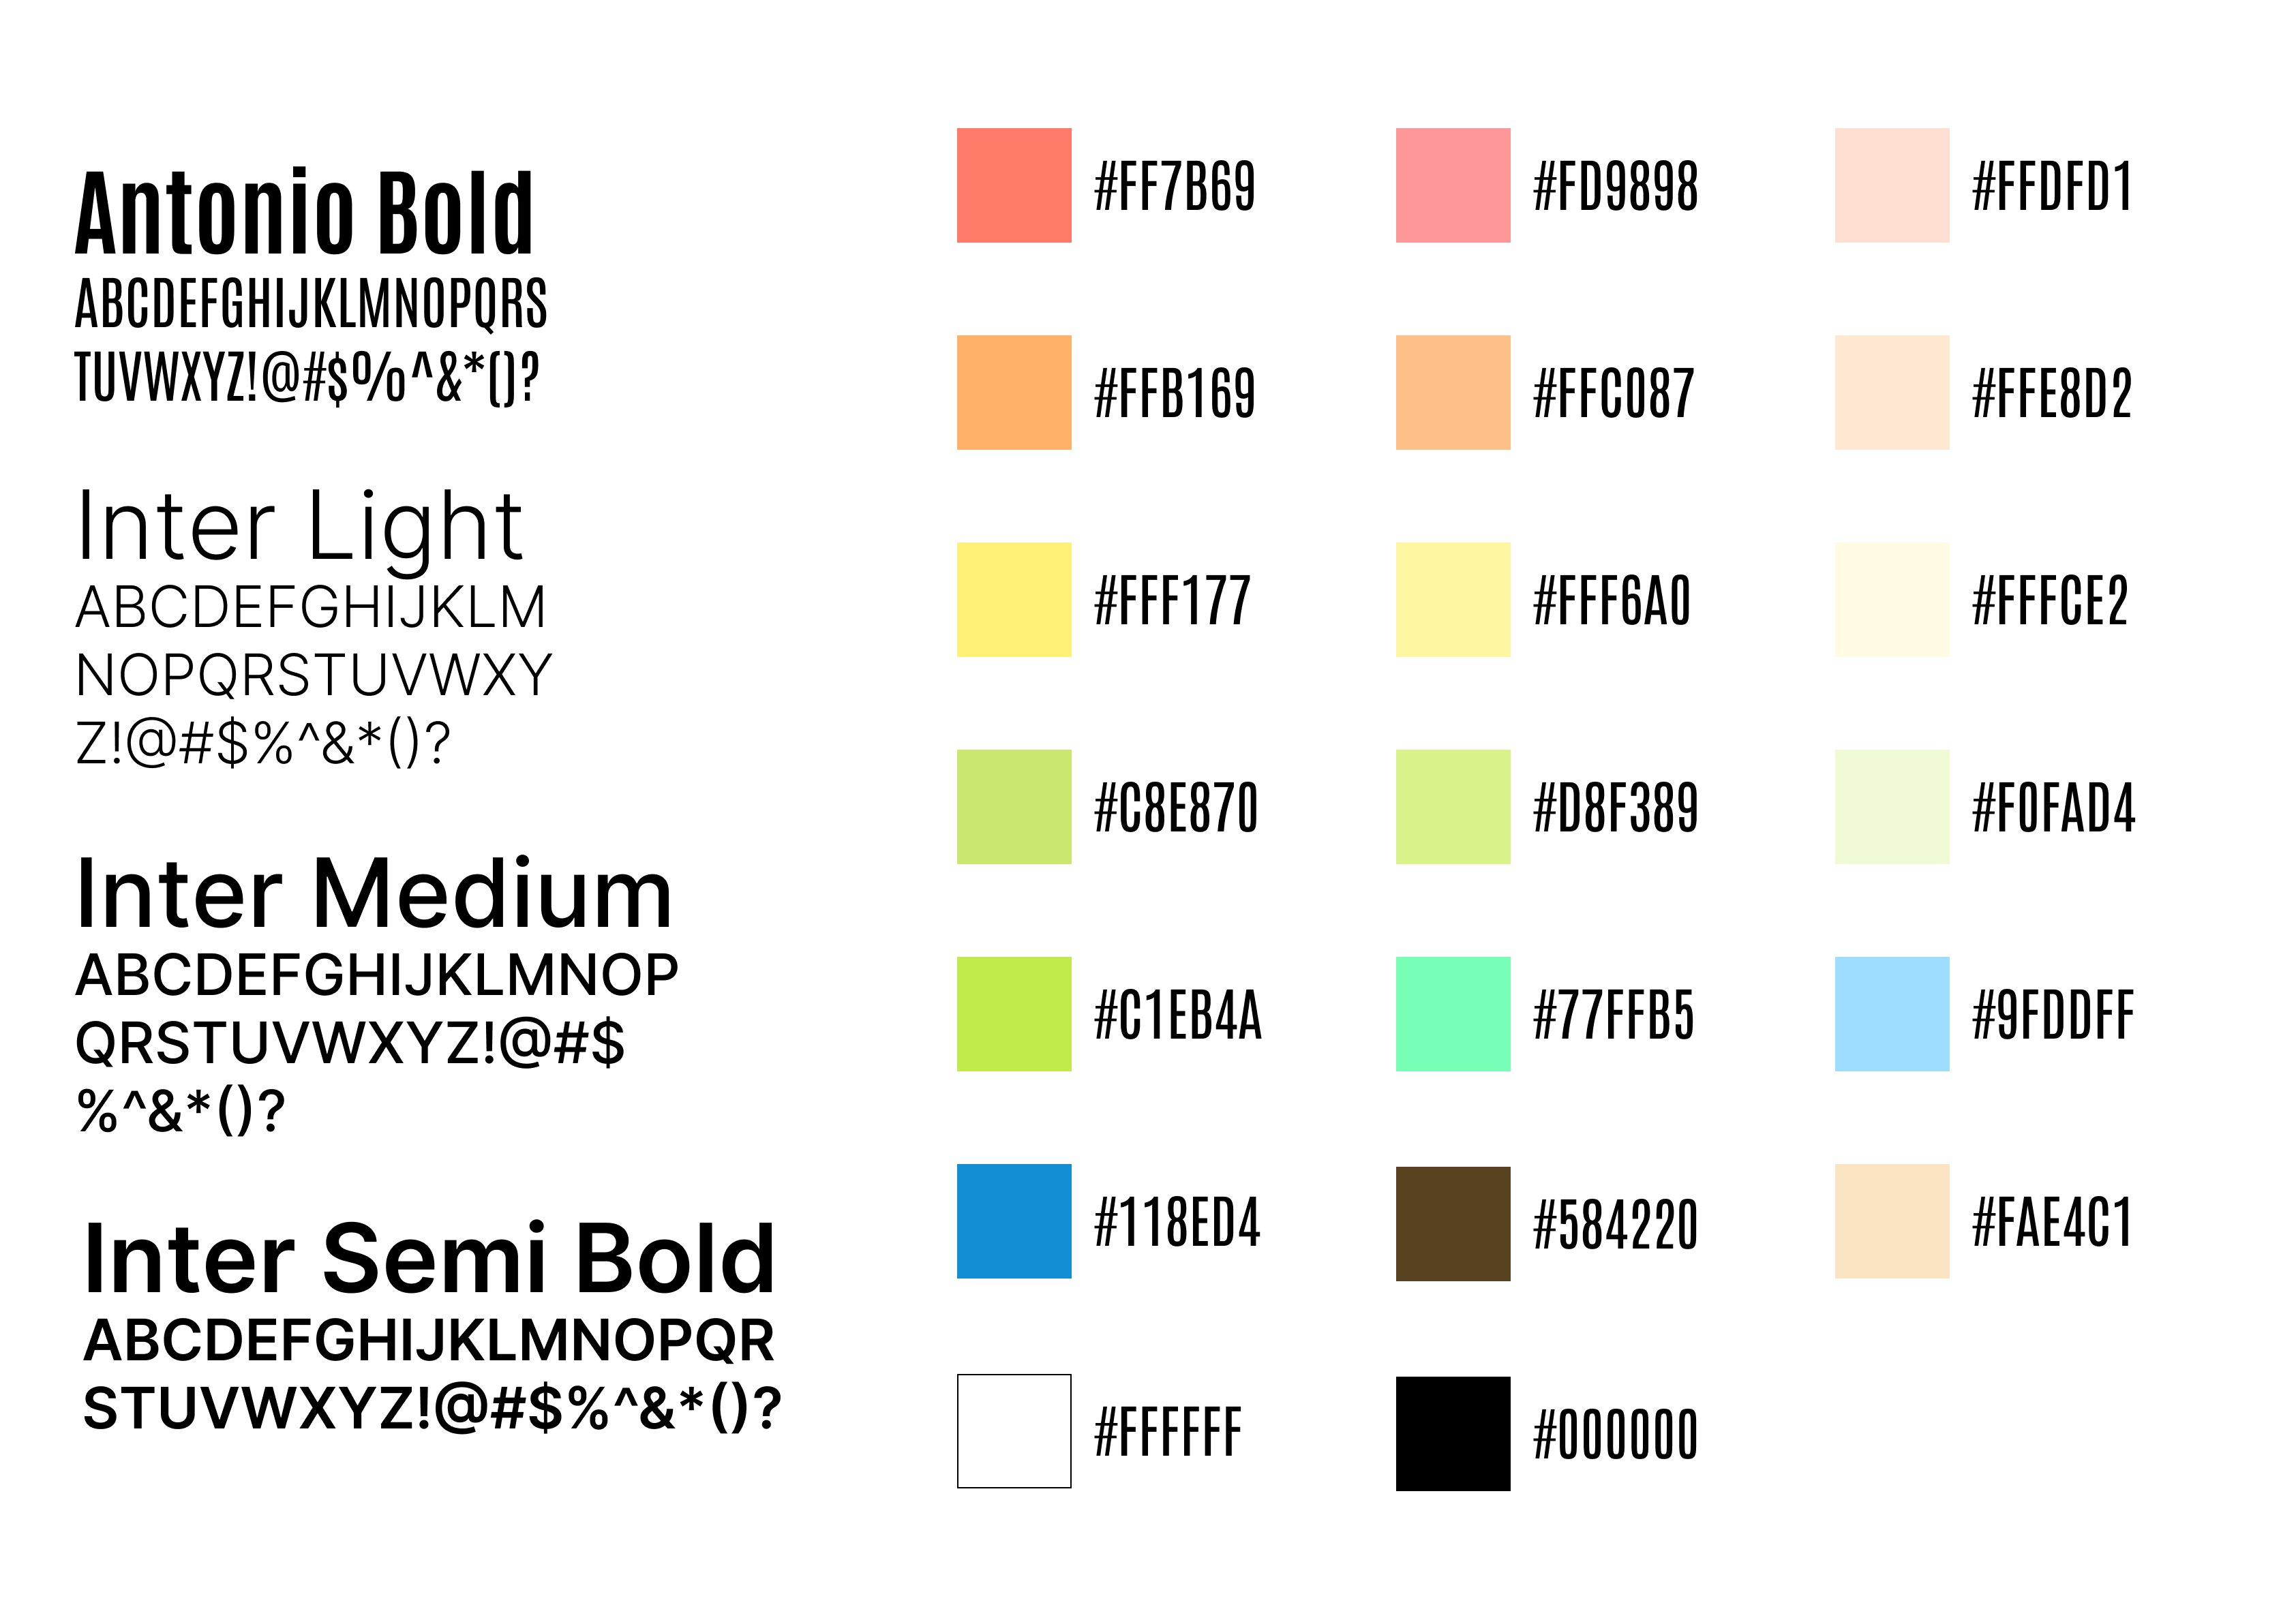 Antonio Bold
ABCDEFGHIJKLMNOPQRS
TUVWXYZ!@#$%^&*()?
Inter Light
ABCDEFGHIJKLM
NOPQRSTUVWXY
Z!@#$%^&*()?
Inter Medium
ABCDEFGHIJKLMNOP
QRSTUVWXYZ!@#$
%^&*()?
Inter Semi Bold
ABCDEFGHIJKLMNOPQR
STUVWXYZ!@#$%^&*()?
#FF7B69 #FD9898 #FFDFD1
#FFB169 #FFC087 #FFE8D2
#FFF177 #FFF6A0 #FFFCE2
#C8E870 #D8F389 #F0FAD4
#C1EB4A #77FFB5 #9FDDFF
#118ED4 #584220 #FAE4C1
#FFFFFF #000000